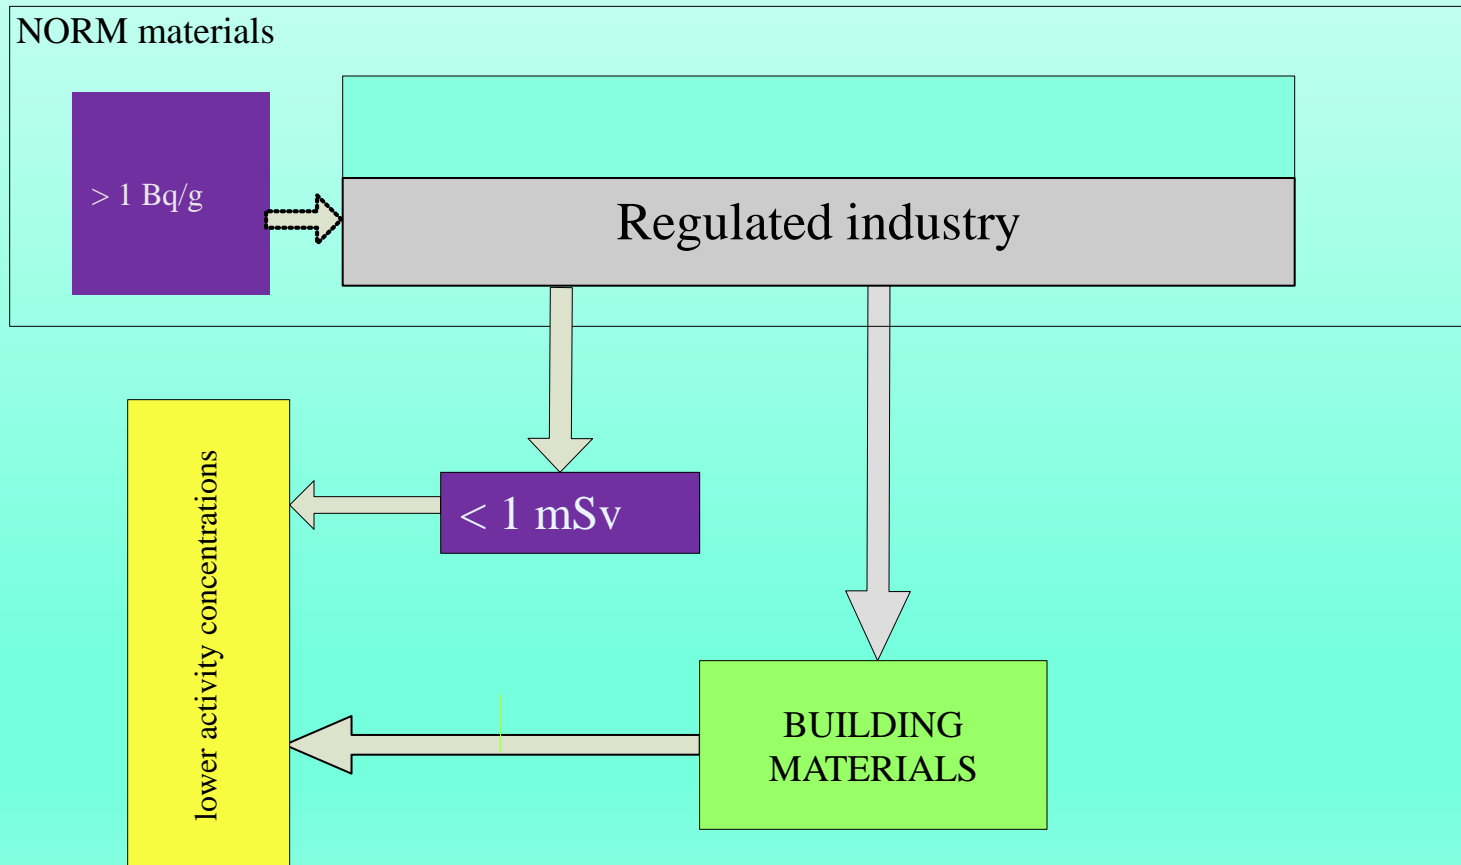 NORM materials
> 1 Bq/g
Regulated industry
< 1 mSv
lower activity concentrations
BUILDING
MATERIALS